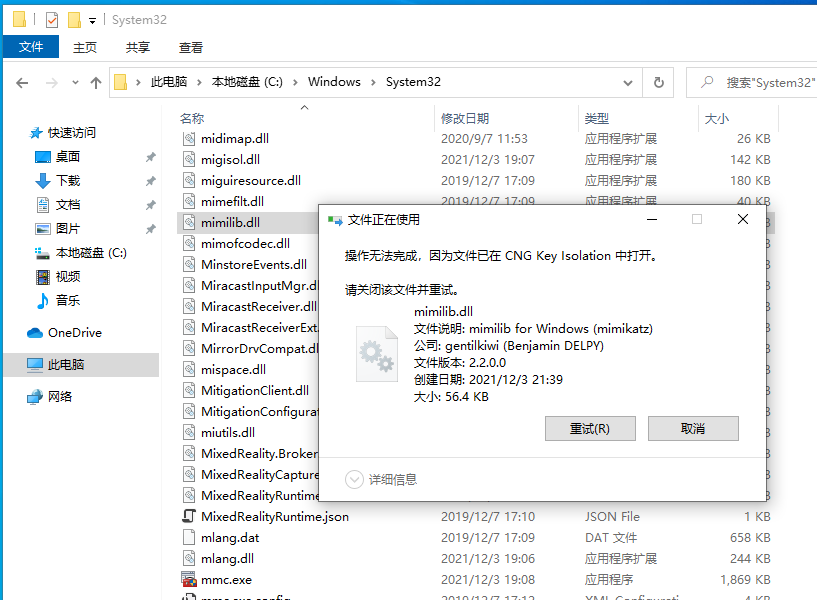 System32
文件 主页 共享 查看
此电脑 › 本地磁盘 (C:) › Windows › System32
搜索"System32"
名称 修改日期 类型 大小
快速访问
桌面
下载
文档
图片
本地磁盘 (C:)
视频
音乐
OneDrive
此电脑
网络
midimap.dll 2020/9/7 11:53 应用程序扩展 26 KB
migisol.dll 2021/12/3 19:07 应用程序扩展 142 KB
miguiresource.dll 2019/12/7 17:09 应用程序扩展 180 KB
mimefilt.dll 2019/12/7 17:09 应用程序扩展 40 KB
mimilib.dll
mimofcodec.dll
MinstoreEvents.dll
MiracastInputMgr.dl
MiracastReceiver.dll
MiracastReceiverExt.
MirrorDrvCompat.dl
mispace.dll
MitigationClient.dll
MitigationConfigurat
miutils.dll
MixedReality.Broker
MixedRealityCapture
MixedRealityRuntime
MixedRealityRuntime.json 2019/12/7 17:10 JSON File 1 KB
mlang.dat 2019/12/7 17:09 DAT 文件 658 KB
mlang.dll 2021/12/3 19:06 应用程序扩展 244 KB
mmc.exe 2021/12/3 19:08 应用程序 1,869 KB
mmc.exe.config 2019/12/7 17:12 XML Configurati 4 KB
文件正在使用
操作无法完成，因为文件已在 CNG Key Isolation 中打开。
请关闭该文件并重试。
mimilib.dll
文件说明: mimilib for Windows (mimikatz)
公司: gentilkiwi (Benjamin DELPY)
文件版本: 2.2.0.0
创建日期: 2021/12/3 21:39
大小: 56.4 KB
重试(R) 取消
详细信息